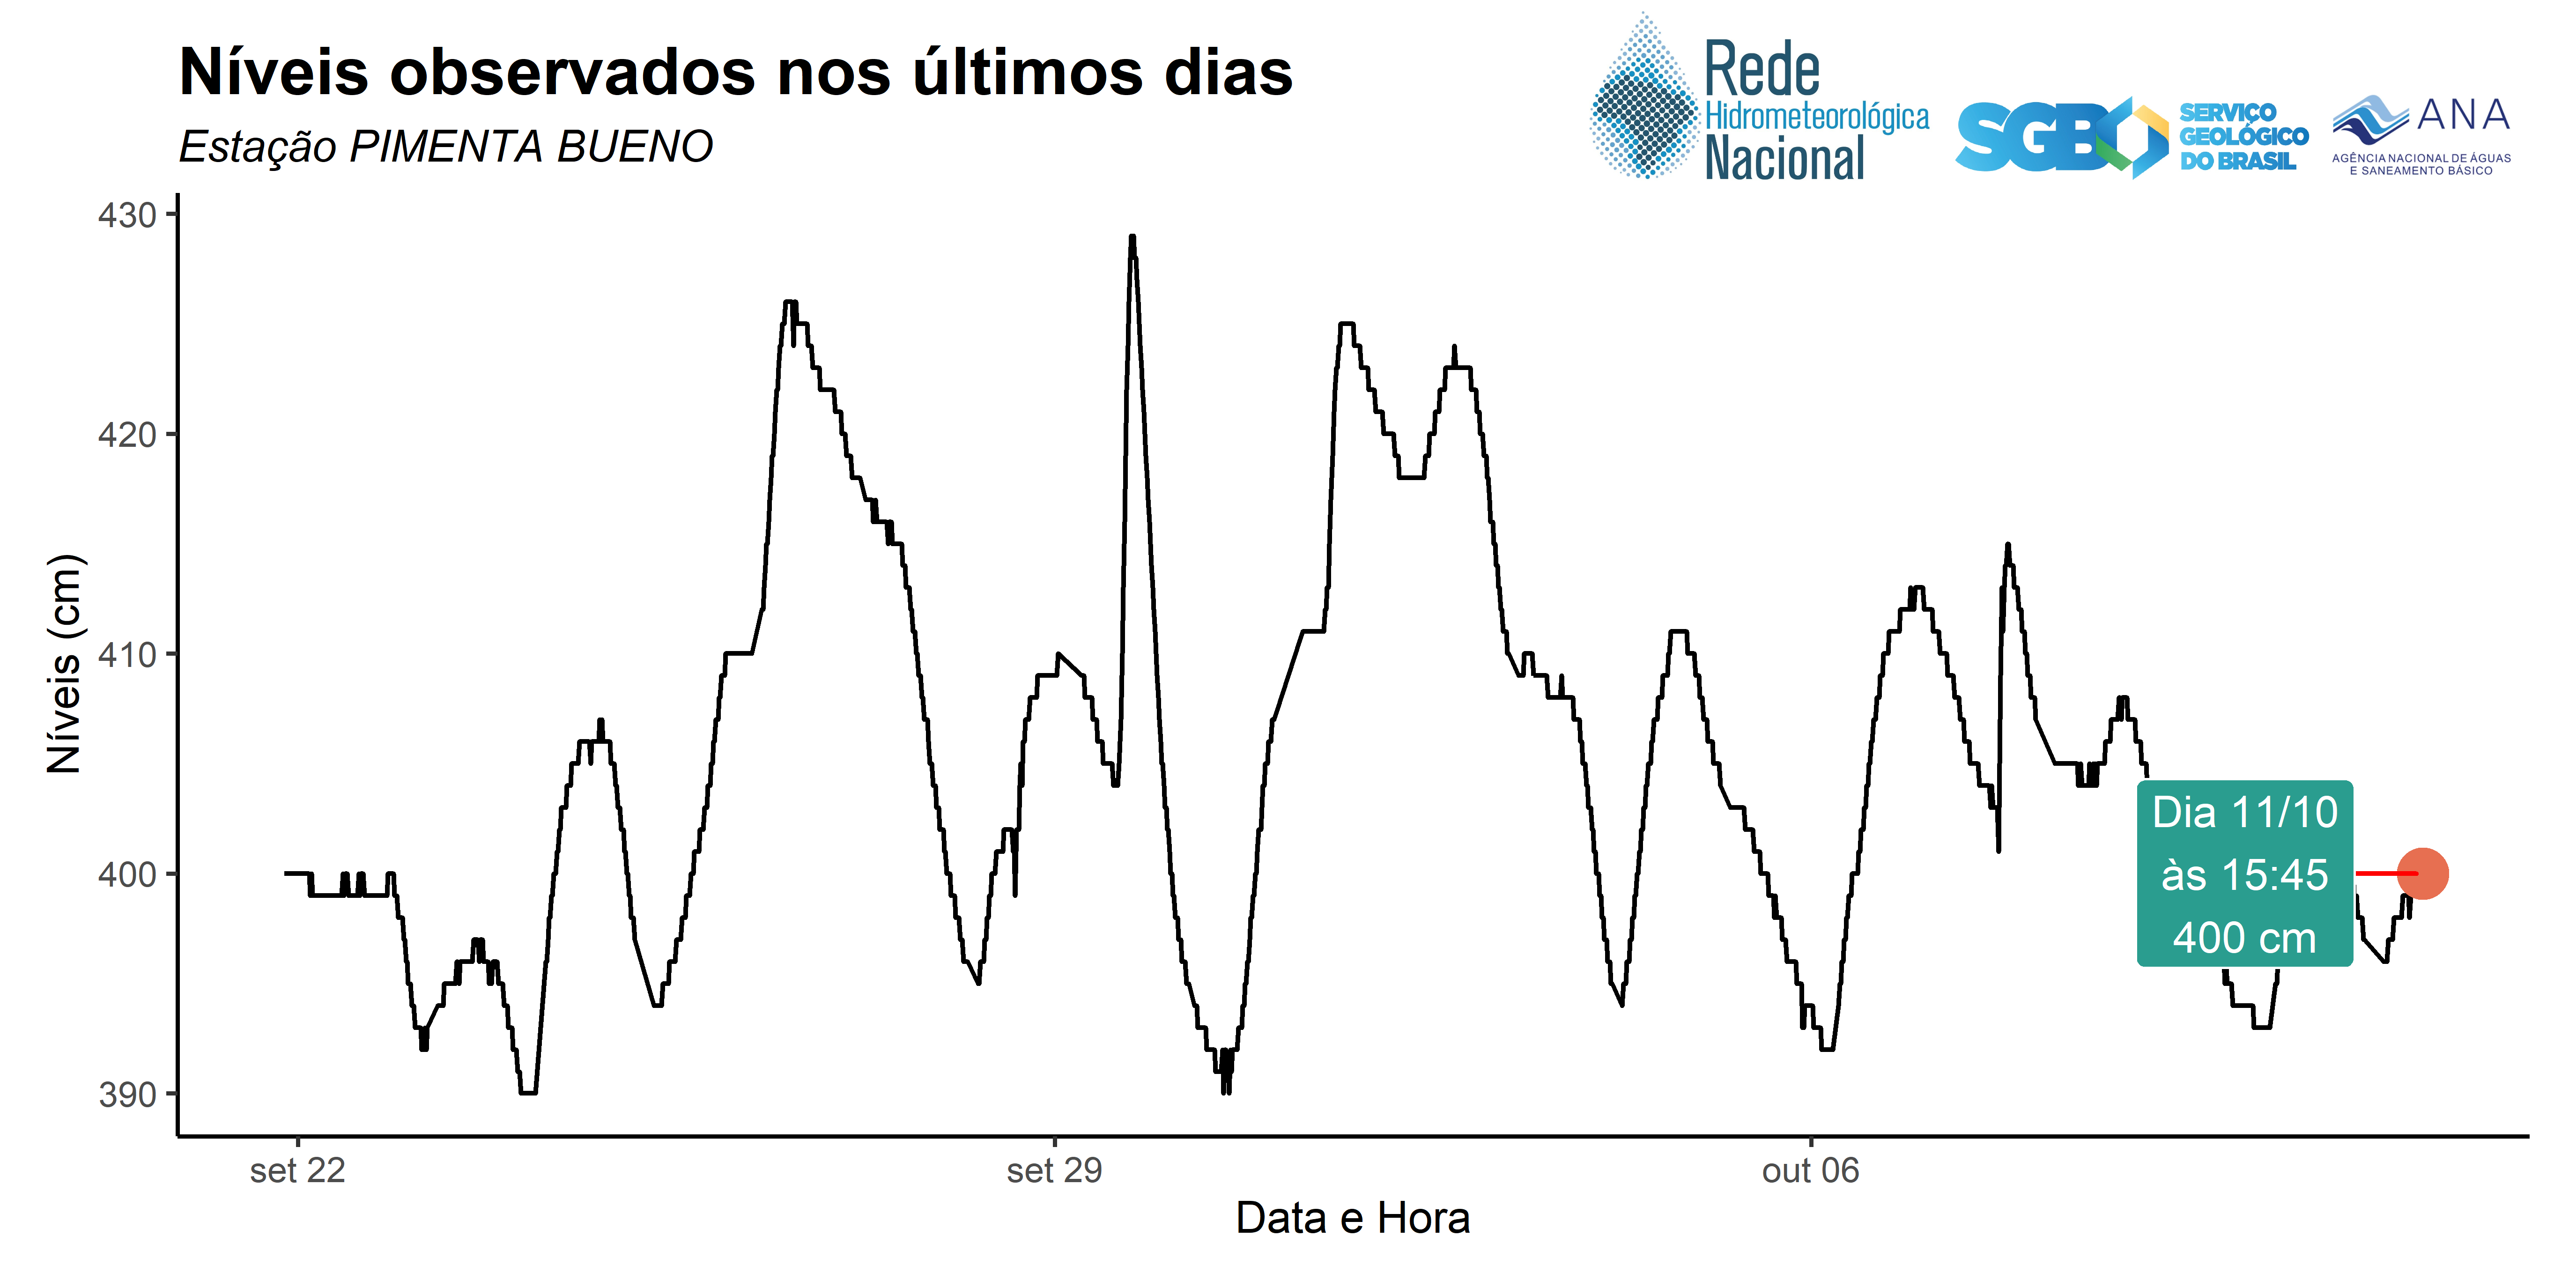 Níveis observados nos últimos dias
Estação PIMENTA BUENO
Rede
Hidrometeorológica
Nacional
SGB
SERVIÇO
GEOLÓGICO
DO BRASIL
ANA
AGÊNCIA NACIONAL DE ÁGUAS
E SANEAMENTO BÁSICO
430
420
410
400
390
Níveis (cm)
Dia 11/10
às 15:45
400 cm
set 22
set 29
out 06
Data e Hora